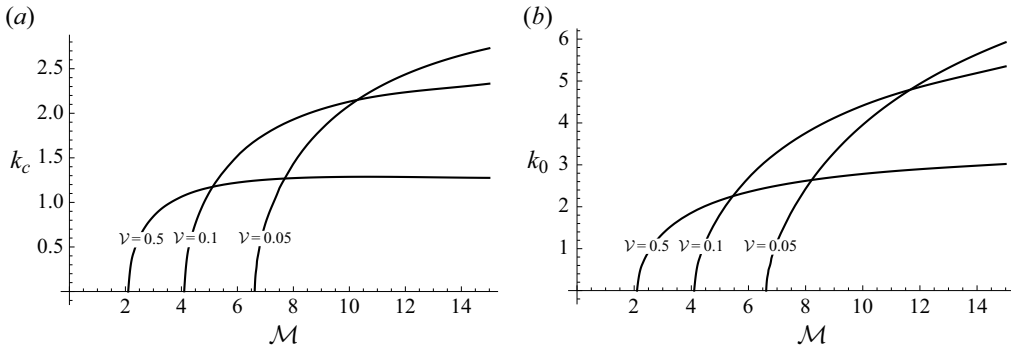 (a)
2.5
2.0
k_c 1.5
1.0
0.5
𝒱 = 0.5 𝒱 = 0.1 𝒱 = 0.05
2 4 6 8 10 12 14
ℳ
(b)
6
5
4
k_0 3
2
1
𝒱 = 0.5 𝒱 = 0.1 𝒱 = 0.05
2 4 6 8 10 12 14
ℳ